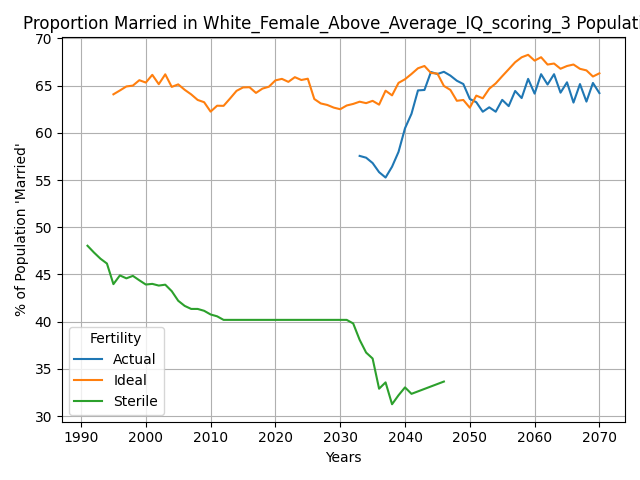 Proportion Married in White_Female_Above_Average_IQ_scoring_3 Populati
70
65
60
55
50
45
40
35
30
% of Population 'Married'
Fertility
Actual
Ideal
Sterile
1990 2000 2010 2020 2030 2040 2050 2060 2070
Years